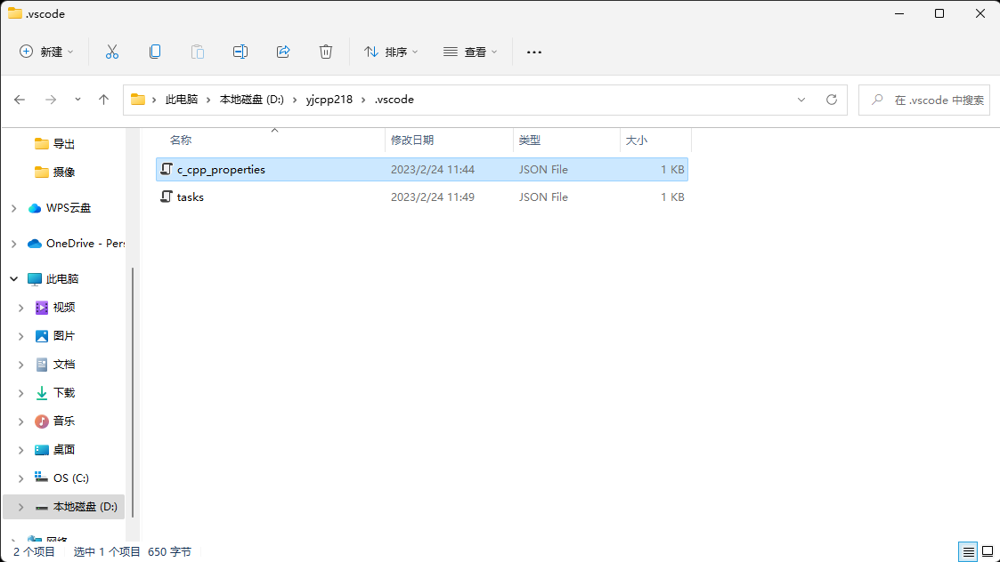 .vscode
新建 排序 查看
此电脑 本地磁盘 (D:) yjcpp218 .vscode 在 .vscode 中搜索
名称 修改日期 类型 大小
c_cpp_properties 2023/2/24 11:44 JSON File 1 KB
tasks 2023/2/24 11:49 JSON File 1 KB
导出
摄像
WPS云盘
OneDrive - Pers
此电脑
视频
图片
文档
下载
音乐
桌面
OS (C:)
本地磁盘 (D:)
网络
2 个项目 选中 1 个项目 650 字节